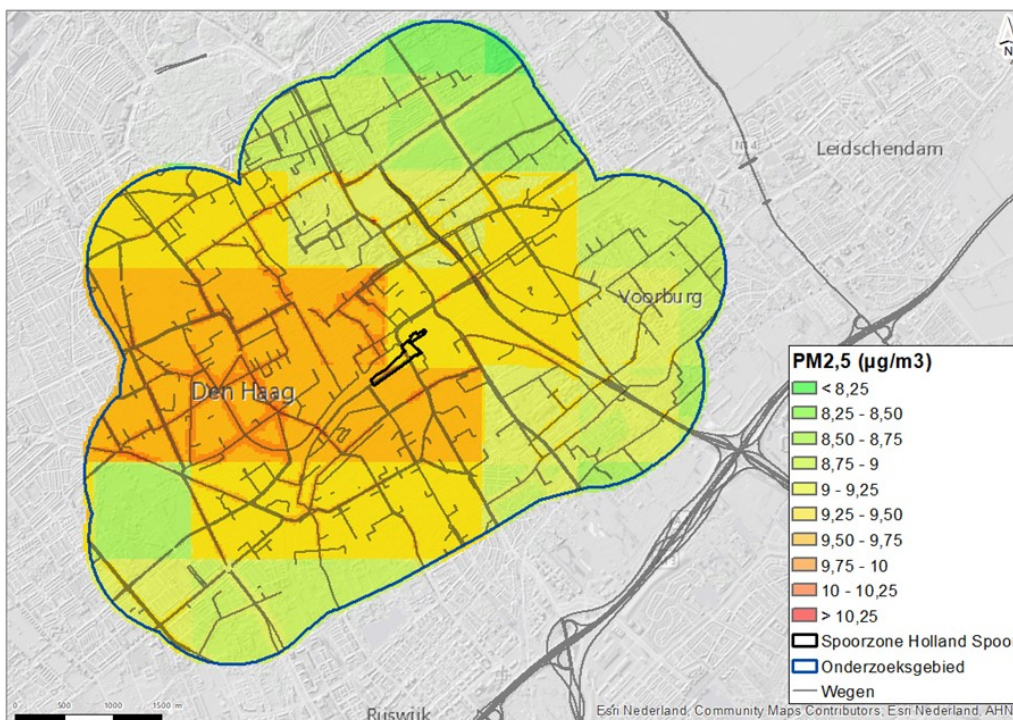 N
N14
Leidschendam
Voorburg
Den Haag
Rijswijk
PM2,5 (µg/m3)
< 8,25
8,25 - 8,50
8,50 - 8,75
8,75 - 9
9 - 9,25
9,25 - 9,50
9,50 - 9,75
9,75 - 10
10 - 10,25
> 10,25
Spoorzone Holland Spoor
Onderzoeksgebied
Wegen
0 500 1000 1500 m
Esri Nederland, Community Maps Contributors, Esri Nederland, AHN